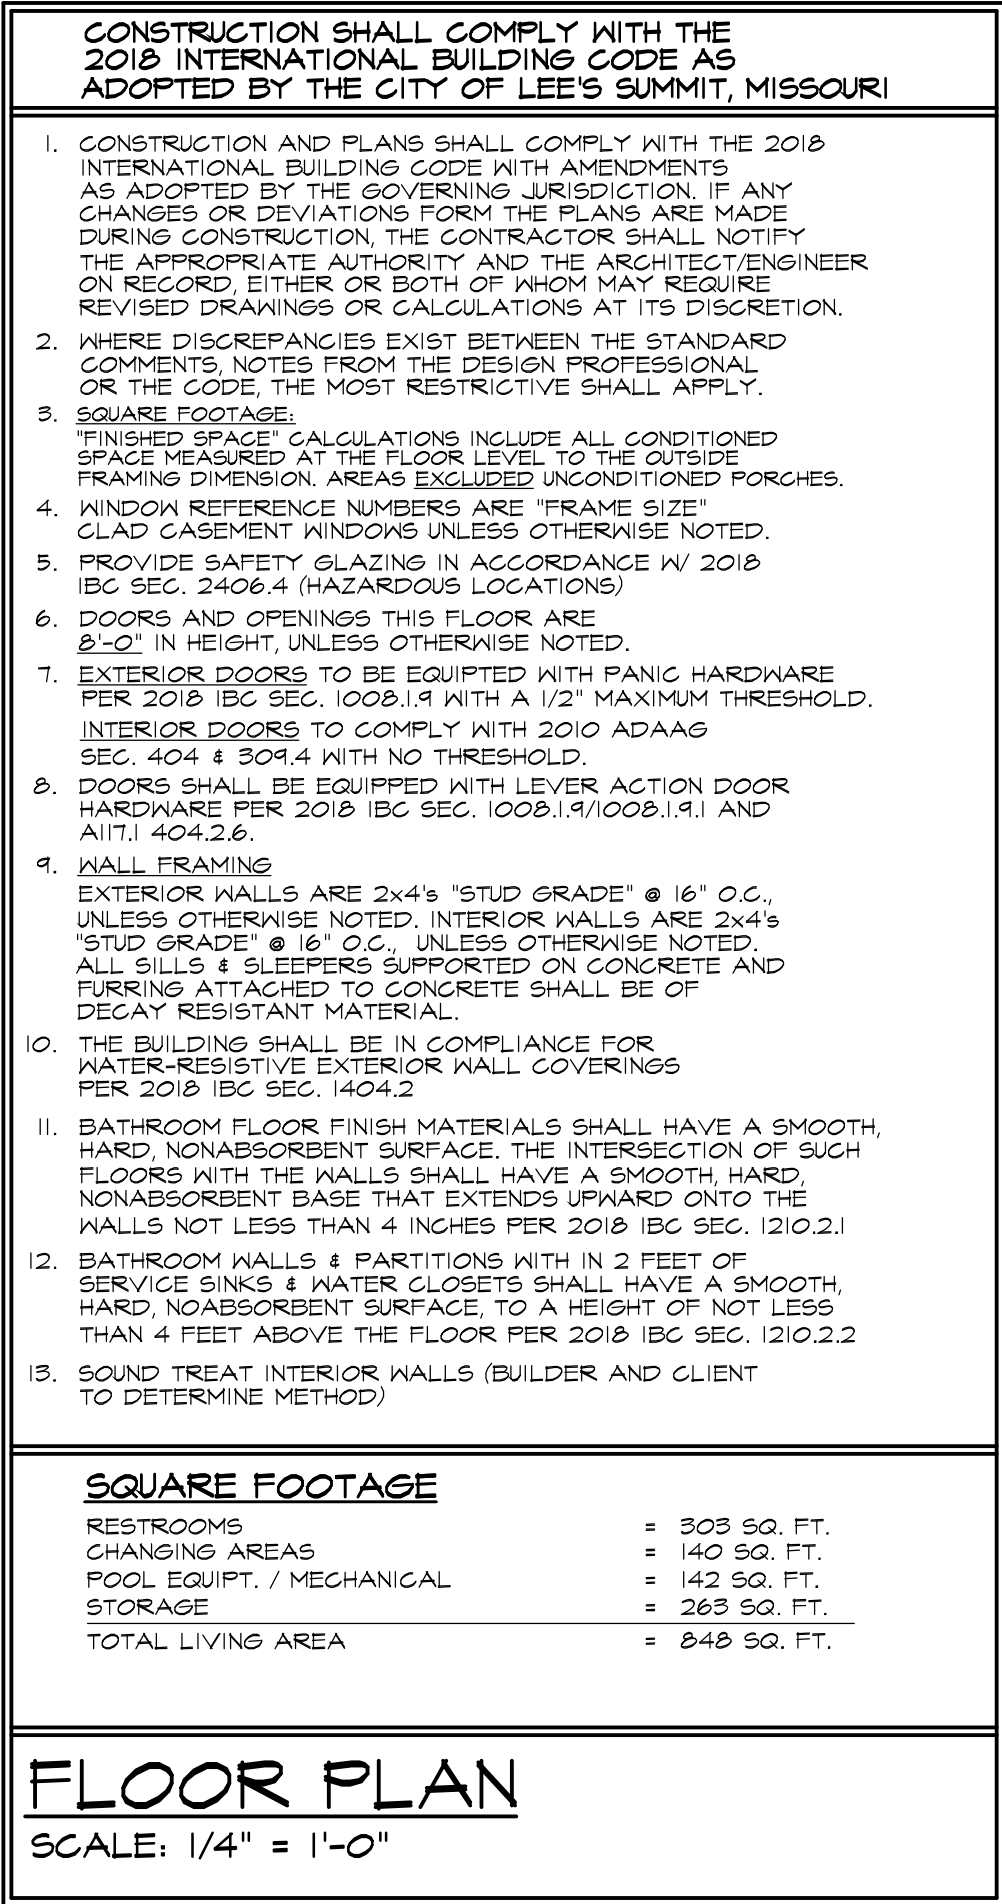 CONSTRUCTION SHALL COMPLY WITH THE
2018 INTERNATIONAL BUILDING CODE AS
ADOPTED BY THE CITY OF LEE'S SUMMIT, MISSOURI
1. CONSTRUCTION AND PLANS SHALL COMPLY WITH THE 2018
INTERNATIONAL BUILDING CODE WITH AMENDMENTS
AS ADOPTED BY THE GOVERNING JURISDICTION. IF ANY
CHANGES OR DEVIATIONS FORM THE PLANS ARE MADE
DURING CONSTRUCTION, THE CONTRACTOR SHALL NOTIFY
THE APPROPRIATE AUTHORITY AND THE ARCHITECT/ENGINEER
ON RECORD, EITHER OR BOTH OF WHOM MAY REQUIRE
REVISED DRAWINGS OR CALCULATIONS AT ITS DISCRETION.
2. WHERE DISCREPANCIES EXIST BETWEEN THE STANDARD
COMMENTS, NOTES FROM THE DESIGN PROFESSIONAL
OR THE CODE, THE MOST RESTRICTIVE SHALL APPLY.
3. SQUARE FOOTAGE:
"FINISHED SPACE" CALCULATIONS INCLUDE ALL CONDITIONED
SPACE MEASURED AT THE FLOOR LEVEL TO THE OUTSIDE
FRAMING DIMENSION. AREAS EXCLUDED UNCONDITIONED PORCHES.
4. WINDOW REFERENCE NUMBERS ARE "FRAME SIZE"
CLAD CASEMENT WINDOWS UNLESS OTHERWISE NOTED.
5. PROVIDE SAFETY GLAZING IN ACCORDANCE W/ 2018
IBC SEC. 2406.4 (HAZARDOUS LOCATIONS)
6. DOORS AND OPENINGS THIS FLOOR ARE
8'-0" IN HEIGHT, UNLESS OTHERWISE NOTED.
7. EXTERIOR DOORS TO BE EQUIPTED WITH PANIC HARDWARE
PER 2018 IBC SEC. 1008.1.9 WITH A 1/2" MAXIMUM THRESHOLD.
INTERIOR DOORS TO COMPLY WITH 2010 ADAAG
SEC. 404 & 309.4 WITH NO THRESHOLD.
8. DOORS SHALL BE EQUIPPED WITH LEVER ACTION DOOR
HARDWARE PER 2018 IBC SEC. 1008.1.9/1008.1.9.1 AND
A117.1 404.2.6.
9. WALL FRAMING
EXTERIOR WALLS ARE 2x4's "STUD GRADE" @ 16" O.C.,
UNLESS OTHERWISE NOTED. INTERIOR WALLS ARE 2x4's
"STUD GRADE" @ 16" O.C., UNLESS OTHERWISE NOTED.
ALL SILLS & SLEEPERS SUPPORTED ON CONCRETE AND
FURRING ATTACHED TO CONCRETE SHALL BE OF
DECAY RESISTANT MATERIAL.
10. THE BUILDING SHALL BE IN COMPLIANCE FOR
WATER-RESISTIVE EXTERIOR WALL COVERINGS
PER 2018 IBC SEC. 1404.2
11. BATHROOM FLOOR FINISH MATERIALS SHALL HAVE A SMOOTH,
HARD, NONABSORBENT SURFACE. THE INTERSECTION OF SUCH
FLOORS WITH THE WALLS SHALL HAVE A SMOOTH, HARD,
NONABSORBENT BASE THAT EXTENDS UPWARD ONTO THE
WALLS NOT LESS THAN 4 INCHES PER 2018 IBC SEC. 1210.2.1
12. BATHROOM WALLS & PARTITIONS WITH IN 2 FEET OF
SERVICE SINKS & WATER CLOSETS SHALL HAVE A SMOOTH,
HARD, NOABSORBENT SURFACE, TO A HEIGHT OF NOT LESS
THAN 4 FEET ABOVE THE FLOOR PER 2018 IBC SEC. 1210.2.2
13. SOUND TREAT INTERIOR WALLS (BUILDER AND CLIENT
TO DETERMINE METHOD)
SQUARE FOOTAGE
RESTROOMS = 303 SQ. FT.
CHANGING AREAS = 140 SQ. FT.
POOL EQUIPT. / MECHANICAL = 142 SQ. FT.
STORAGE = 263 SQ. FT.
TOTAL LIVING AREA = 848 SQ. FT.
FLOOR PLAN
SCALE: 1/4" = 1'-0"